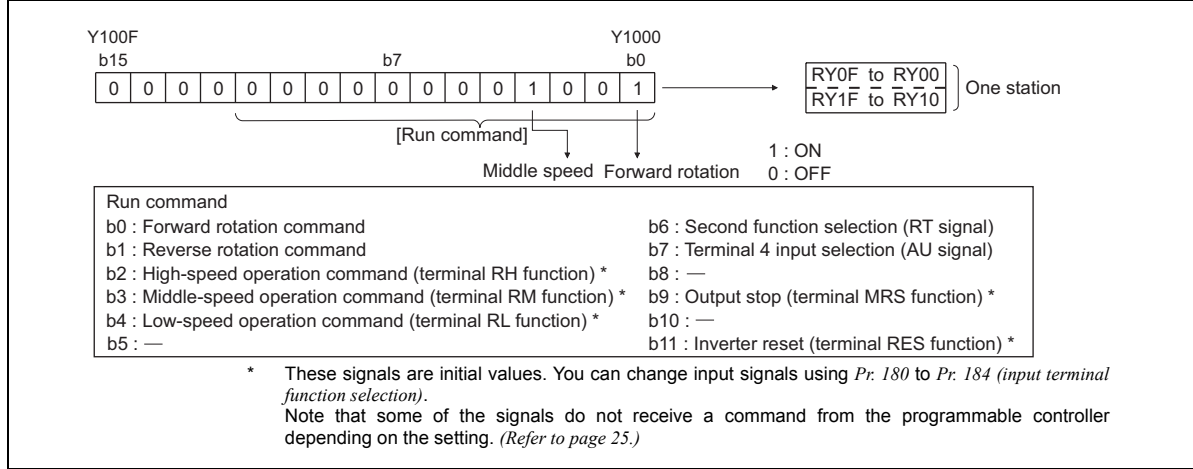 Y100F Y1000
b15 b7 b0
0 0 0 0 0 0 0 0 0 0 0 0 1 0 0 1
RY0F to RY00
RY1F to RY10
One station
[Run command]
1 : ON
Middle speed Forward rotation 0 : OFF
Run command
b0 : Forward rotation command
b1 : Reverse rotation command
b2 : High-speed operation command (terminal RH function) *
b3 : Middle-speed operation command (terminal RM function) *
b4 : Low-speed operation command (terminal RL function) *
b5 : —
b6 : Second function selection (RT signal)
b7 : Terminal 4 input selection (AU signal)
b8 : —
b9 : Output stop (terminal MRS function) *
b10 : —
b11 : Inverter reset (terminal RES function) *
* These signals are initial values. You can change input signals using Pr. 180 to Pr. 184 (input terminal
function selection).
Note that some of the signals do not receive a command from the programmable controller
depending on the setting. (Refer to page 25.)